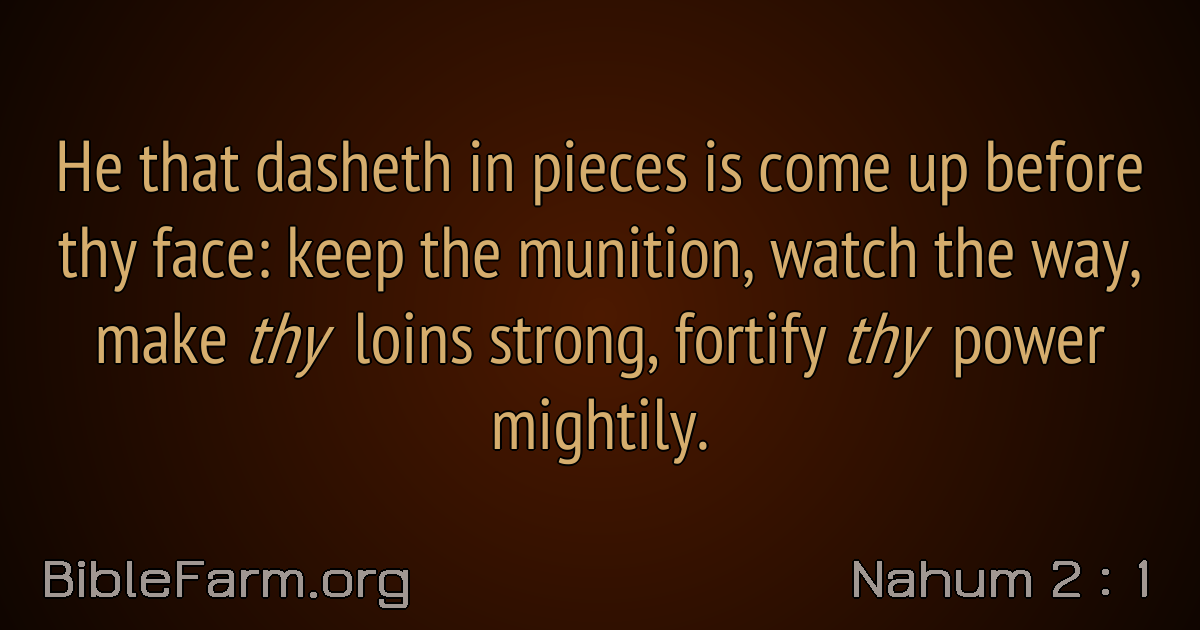 He that dasheth in pieces is come up before
thy face: keep the munition, watch the way,
make thy loins strong, fortify thy power
mightily.
BibleFarm.org
Nahum 2 : 1